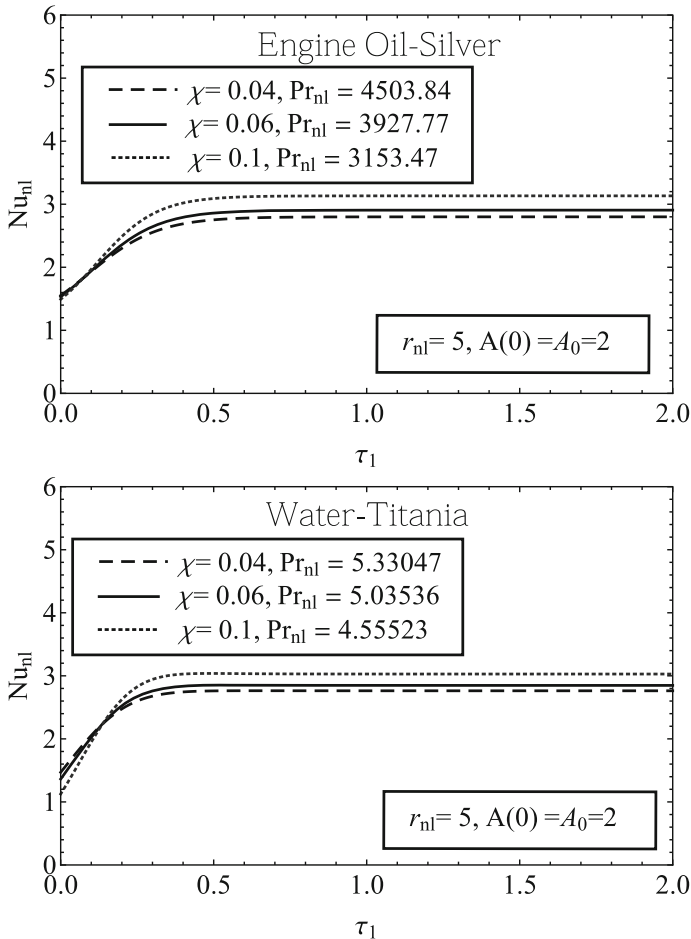 Engine Oil-Silver
χ= 0.04, Prnl = 4503.84
χ= 0.06, Prnl = 3927.77
χ= 0.1, Prnl = 3153.47
rnl= 5, A(0) =A0=2
Nunl
6
5
4
3
2
1
0
0.0 0.5 1.0 1.5 2.0
τ1
Water-Titania
χ= 0.04, Prnl = 5.33047
χ= 0.06, Prnl = 5.03536
χ= 0.1, Prnl = 4.55523
rnl= 5, A(0) =A0=2
Nunl
6
5
4
3
2
1
0
0.0 0.5 1.0 1.5 2.0
τ1